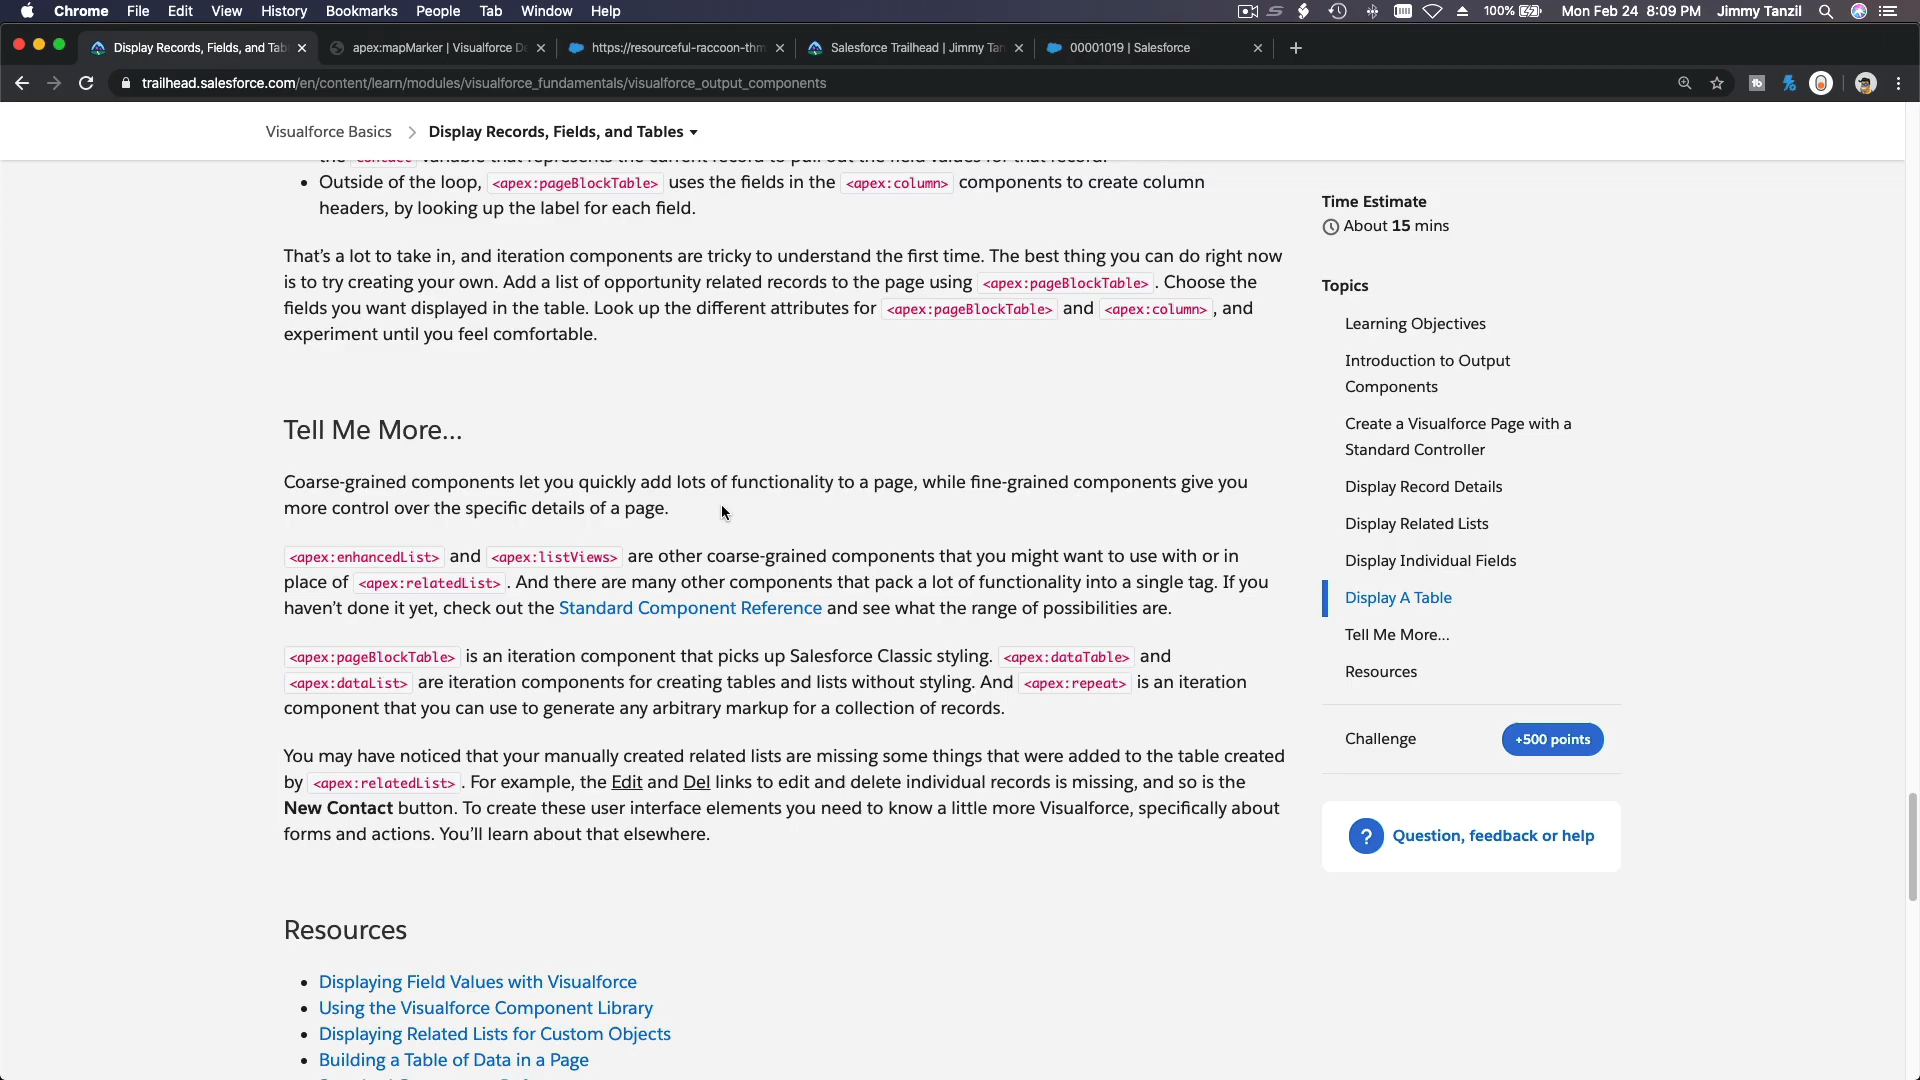 Chrome File Edit View History Bookmarks People Tab Window Help 100% Mon Feb 24 8:09 PM Jimmy Tanzil
Display Records, Fields, and Tab apex:mapMarker | Visualforce De https://resourceful-raccoon-thm Salesforce Trailhead | Jimmy Tan 00001019 | Salesforce
trailhead.salesforce.com/en/content/learn/modules/visualforce_fundamentals/visualforce_output_components
Visualforce Basics Display Records, Fields, and Tables
the contact variable that represents the current record to pull out the field values for that record.
Outside of the loop, <apex:pageBlockTable> uses the fields in the <apex:column> components to create column
headers, by looking up the label for each field.
That's a lot to take in, and iteration components are tricky to understand the first time. The best thing you can do right now
is to try creating your own. Add a list of opportunity related records to the page using <apex:pageBlockTable>. Choose the
fields you want displayed in the table. Look up the different attributes for <apex:pageBlockTable> and <apex:column>, and
experiment until you feel comfortable.
Tell Me More...
Coarse-grained components let you quickly add lots of functionality to a page, while fine-grained components give you
more control over the specific details of a page.
<apex:enhancedList> and <apex:listViews> are other coarse-grained components that you might want to use with or in
place of <apex:relatedList>. And there are many other components that pack a lot of functionality into a single tag. If you
haven't done it yet, check out the Standard Component Reference and see what the range of possibilities are.
<apex:pageBlockTable> is an iteration component that picks up Salesforce Classic styling. <apex:dataTable> and
<apex:dataList> are iteration components for creating tables and lists without styling. And <apex:repeat> is an iteration
component that you can use to generate any arbitrary markup for a collection of records.
You may have noticed that your manually created related lists are missing some things that were added to the table created
by <apex:relatedList>. For example, the Edit and Del links to edit and delete individual records is missing, and so is the
New Contact button. To create these user interface elements you need to know a little more Visualforce, specifically about
forms and actions. You'll learn about that elsewhere.
Resources
Displaying Field Values with Visualforce
Using the Visualforce Component Library
Displaying Related Lists for Custom Objects
Building a Table of Data in a Page
Time Estimate
About 15 mins
Topics
Learning Objectives
Introduction to Output
Components
Create a Visualforce Page with a
Standard Controller
Display Record Details
Display Related Lists
Display Individual Fields
Display A Table
Tell Me More...
Resources
Challenge +500 points
? Question, feedback or help